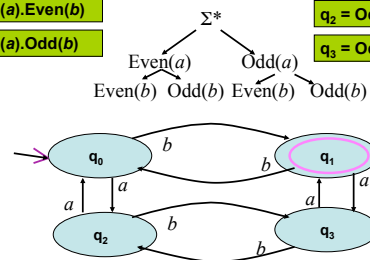 (a).Even(b)
Σ*
q₂ = Od
(a).Odd(b)
Even(a) Odd(a)
q₃ = Od
Even(b) Odd(b) Even(b) Odd(b)
q₀ b b q₁
a a a a
q₂ b b q₃